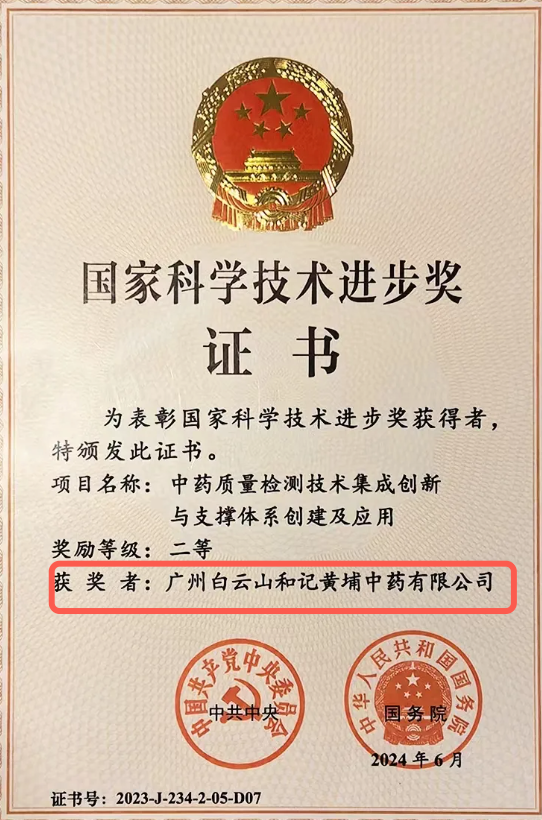 国家科学技术进步奖
证书
为表彰国家科学技术进步奖获得者，
特颁发此证书。
项目名称：中药质量检测技术集成创新
与支撑体系创建及应用
奖励等级：二等
获奖者：广州白云山和记黄埔中药有限公司
中国共产党中央委员会
中共中央
中华人民共和国国务院
国务院
2024年6月
证书号：2023-J-234-2-05-D07